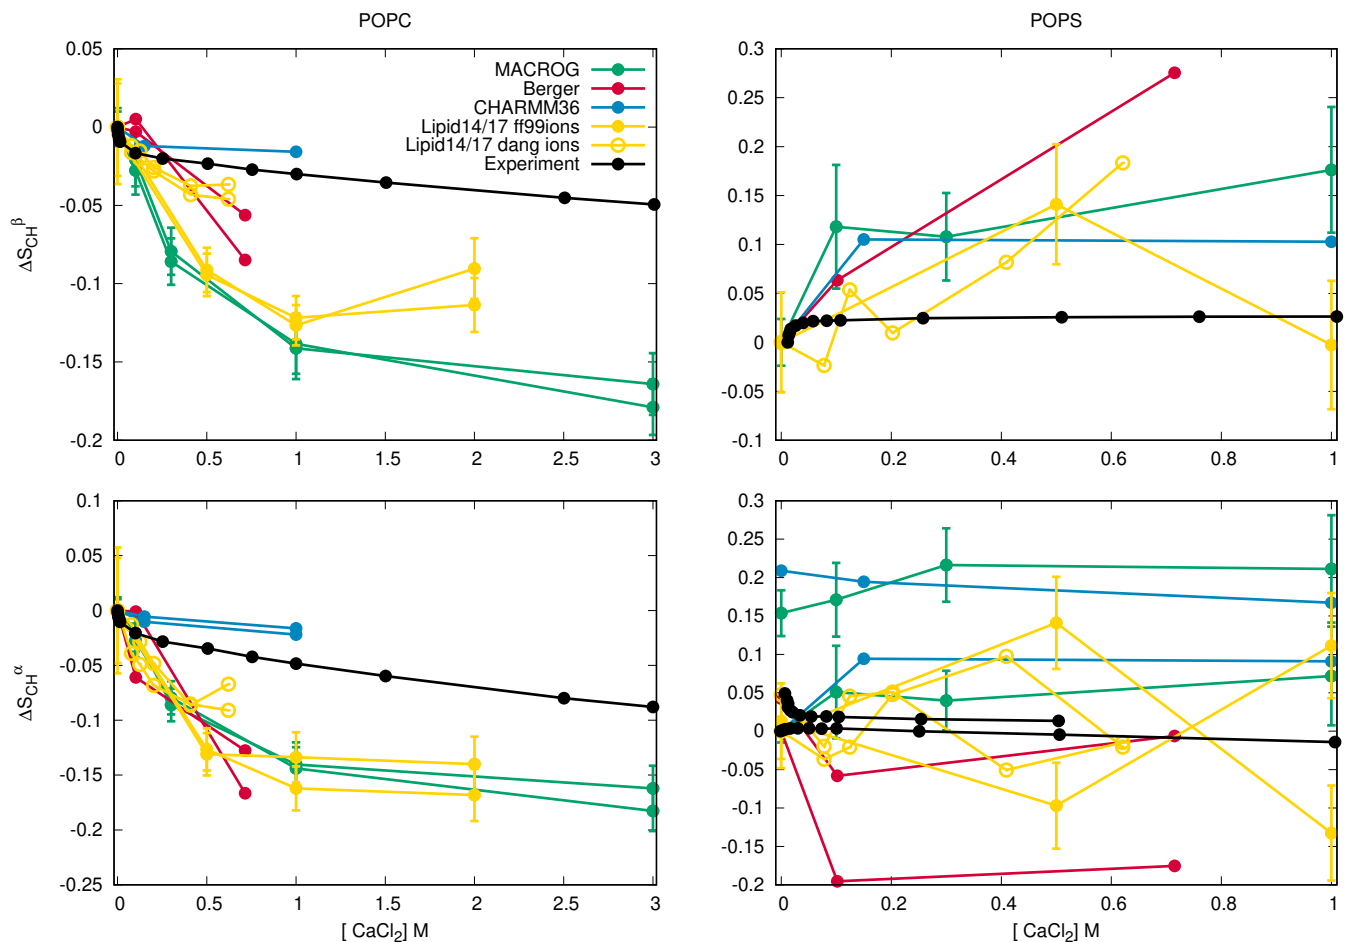 POPC
POPS
ΔS_CH^β
0.05
0
-0.05
-0.1
-0.15
-0.2
0 0.5 1 1.5 2 2.5 3
MACROG
Berger
CHARMM36
Lipid14/17 ff99ions
Lipid14/17 dang ions
Experiment
0.3
0.25
0.2
0.15
0.1
0.05
0
-0.05
-0.1
0 0.2 0.4 0.6 0.8 1
ΔS_CH^α
0.1
0.05
0
-0.05
-0.1
-0.15
-0.2
-0.25
0 0.5 1 1.5 2 2.5 3
[ CaCl₂] M
0.3
0.25
0.2
0.15
0.1
0.05
0
-0.05
-0.1
-0.15
-0.2
0 0.2 0.4 0.6 0.8 1
[ CaCl₂] M